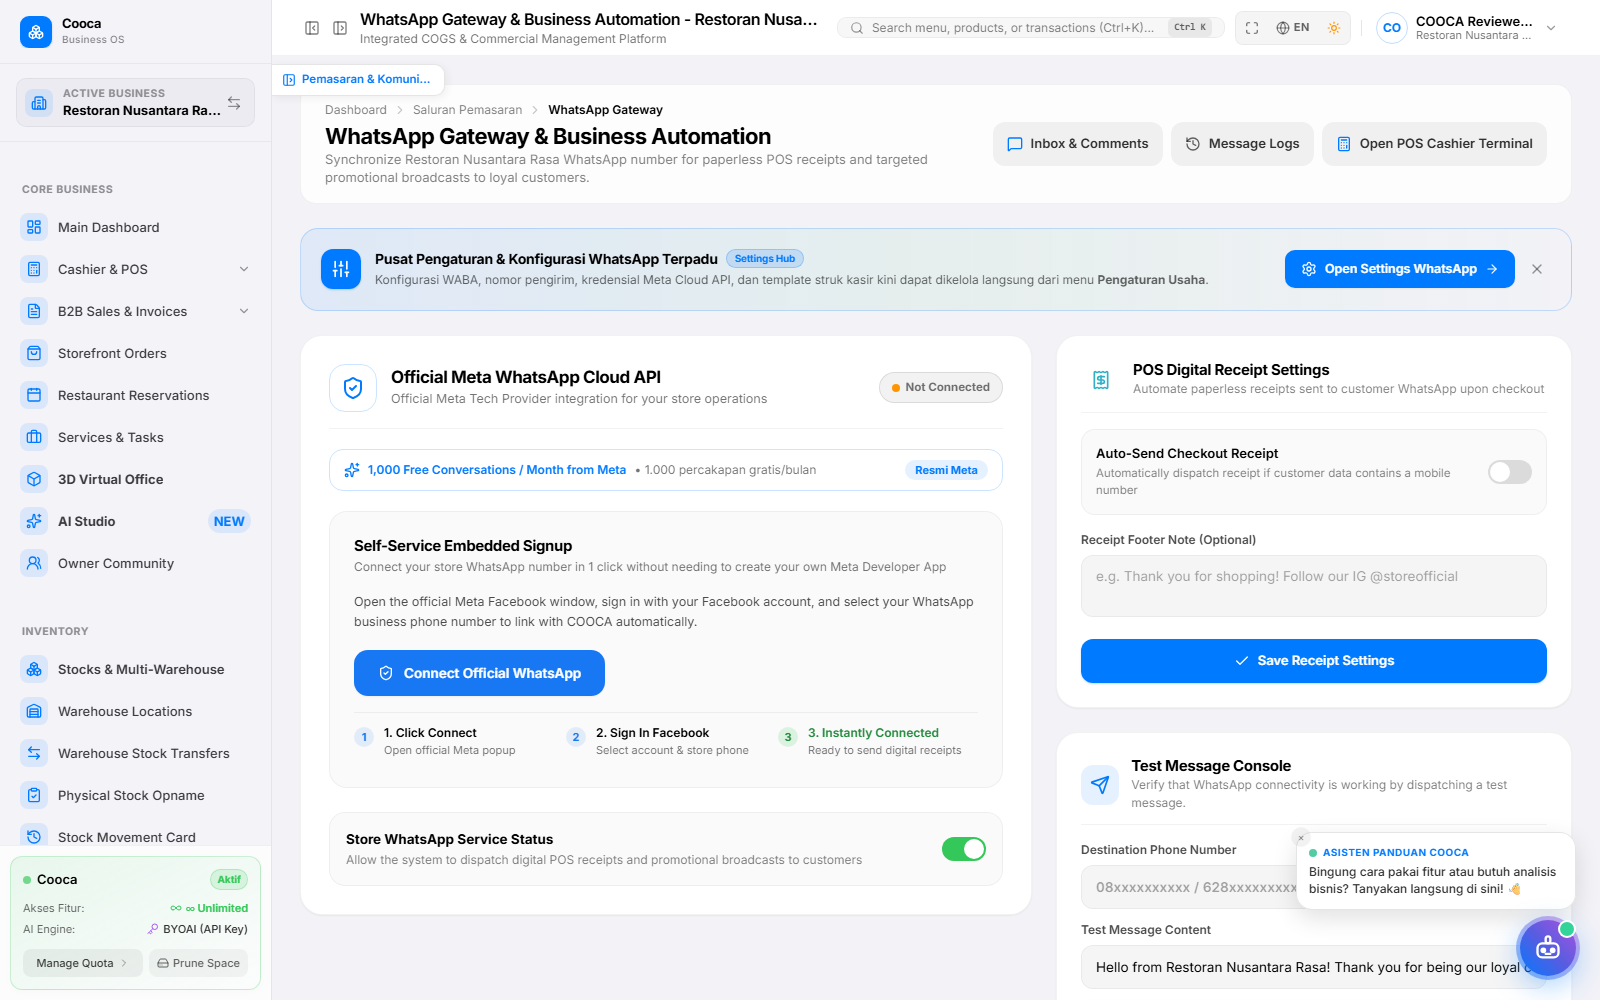 Cooca
Business OS
ACTIVE BUSINESS
Restoran Nusantara Ra...
CORE BUSINESS
Main Dashboard
Cashier & POS
B2B Sales & Invoices
Storefront Orders
Restaurant Reservations
Services & Tasks
3D Virtual Office
AI Studio NEW
Owner Community
INVENTORY
Stocks & Multi-Warehouse
Warehouse Locations
Warehouse Stock Transfers
Physical Stock Opname
Stock Movement Card
Cooca Aktif
Akses Fitur: ∞ ∞ Unlimited
AI Engine: BYOAI (API Key)
Manage Quota
Prune Space
WhatsApp Gateway & Business Automation - Restoran Nusa...
Integrated COGS & Commercial Management Platform
Search menu, products, or transactions (Ctrl+K)... Ctrl K
EN
CO
COOCA Reviewe...
Restoran Nusantara ...
Pemasaran & Komuni...
Dashboard > Saluran Pemasaran > WhatsApp Gateway
WhatsApp Gateway & Business Automation
Synchronize Restoran Nusantara Rasa WhatsApp number for paperless POS receipts and targeted
promotional broadcasts to loyal customers.
Inbox & Comments
Message Logs
Open POS Cashier Terminal
Pusat Pengaturan & Konfigurasi WhatsApp Terpadu Settings Hub
Konfigurasi WABA, nomor pengirim, kredensial Meta Cloud API, dan template struk kasir kini dapat dikelola langsung dari menu Pengaturan Usaha.
Open Settings WhatsApp
Official Meta WhatsApp Cloud API
Official Meta Tech Provider integration for your store operations
Not Connected
1,000 Free Conversations / Month from Meta • 1.000 percakapan gratis/bulan
Resmi Meta
Self-Service Embedded Signup
Connect your store WhatsApp number in 1 click without needing to create your own Meta Developer App
Open the official Meta Facebook window, sign in with your Facebook account, and select your WhatsApp
business phone number to link with COOCA automatically.
Connect Official WhatsApp
1
1. Click Connect
Open official Meta popup
2
2. Sign In Facebook
Select account & store phone
3
3. Instantly Connected
Ready to send digital receipts
Store WhatsApp Service Status
Allow the system to dispatch digital POS receipts and promotional broadcasts to customers
POS Digital Receipt Settings
Automate paperless receipts sent to customer WhatsApp upon checkout
Auto-Send Checkout Receipt
Automatically dispatch receipt if customer data contains a mobile
number
Receipt Footer Note (Optional)
e.g. Thank you for shopping! Follow our IG @storeofficial
Save Receipt Settings
Test Message Console
Verify that WhatsApp connectivity is working by dispatching a test
message.
Destination Phone Number
08xxxxxxxxxx / 628xxxxxxxxx
Test Message Content
Hello from Restoran Nusantara Rasa! Thank you for being our loyal
ASISTEN PANDUAN COOCA
Bingung cara pakai fitur atau butuh analisis
bisnis? Tanyakan langsung di sini! 👋